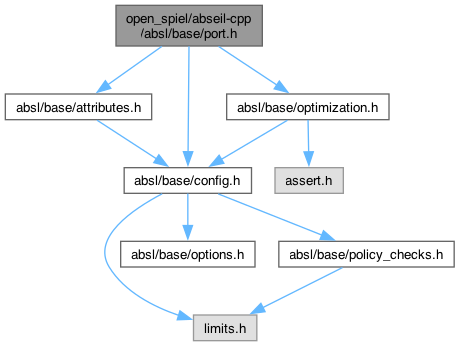 open_spiel/abseil-cpp
/absl/base/port.h
absl/base/attributes.h
absl/base/optimization.h
absl/base/config.h
assert.h
absl/base/options.h
absl/base/policy_checks.h
limits.h